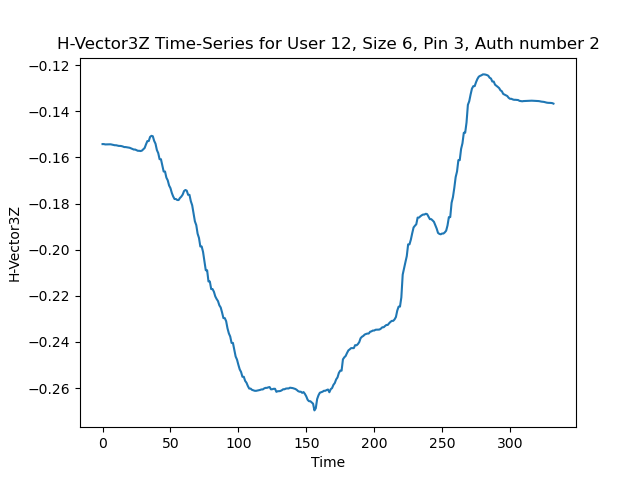 H-Vector3Z Time-Series for User 12, Size 6, Pin 3, Auth number 2
−0.12
−0.14
−0.16
−0.18
−0.20
−0.22
−0.24
−0.26
H-Vector3Z
0 50 100 150 200 250 300
Time